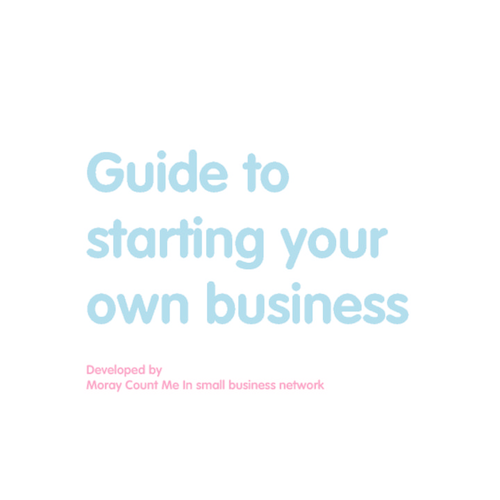 Guide to
starting your
own business
Developed by
Moray Count Me In small business network